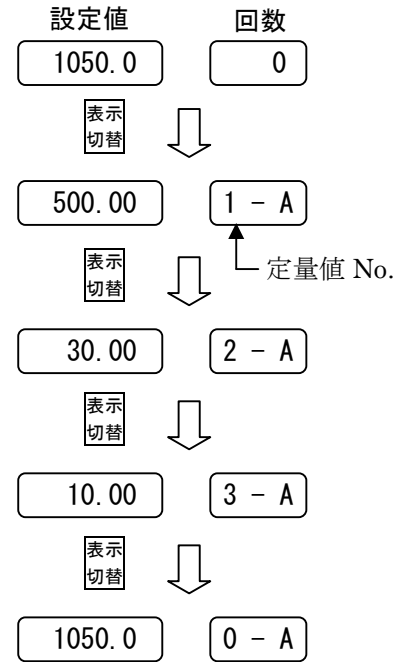 設定値 回数
1050.0 0
表示
切替
500.00 1 - A
表示
切替
定量値 No.
30.00 2 - A
表示
切替
10.00 3 - A
表示
切替
1050.0 0 - A